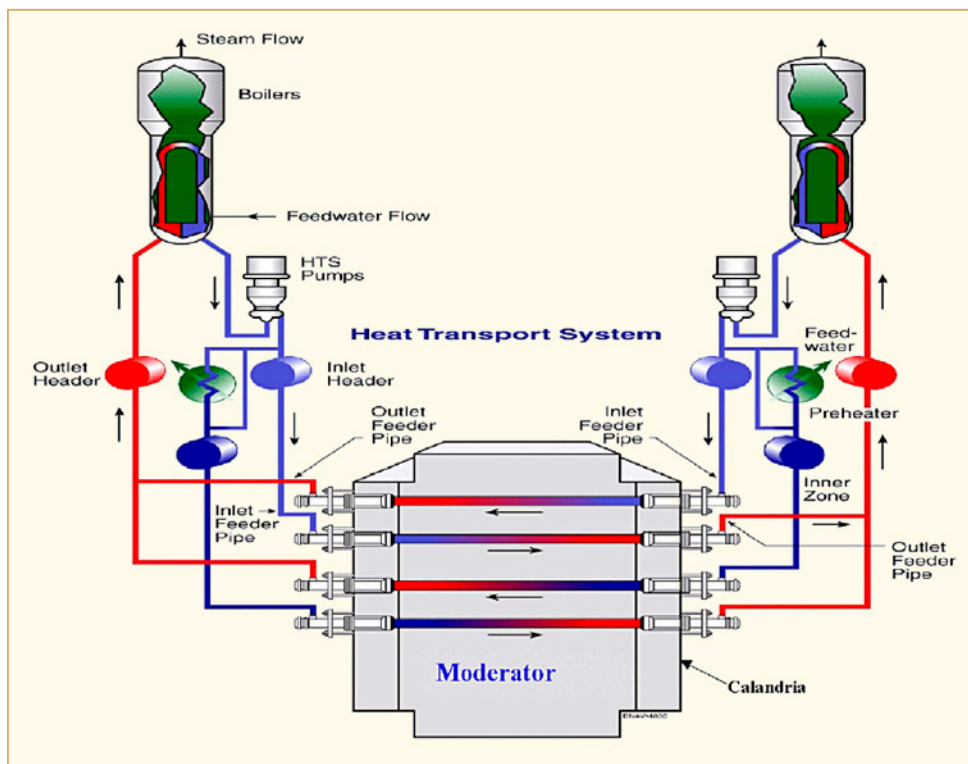 Steam Flow
Boilers
Feedwater Flow
HTS
Pumps
Heat Transport System
Feed-
water
Outlet
Header
Inlet
Header
Preheater
Outlet
Feeder
Pipe
Inlet
Feeder
Pipe
Inner
Zone
Inlet
Feeder
Pipe
Outlet
Feeder
Pipe
Moderator
Calandria